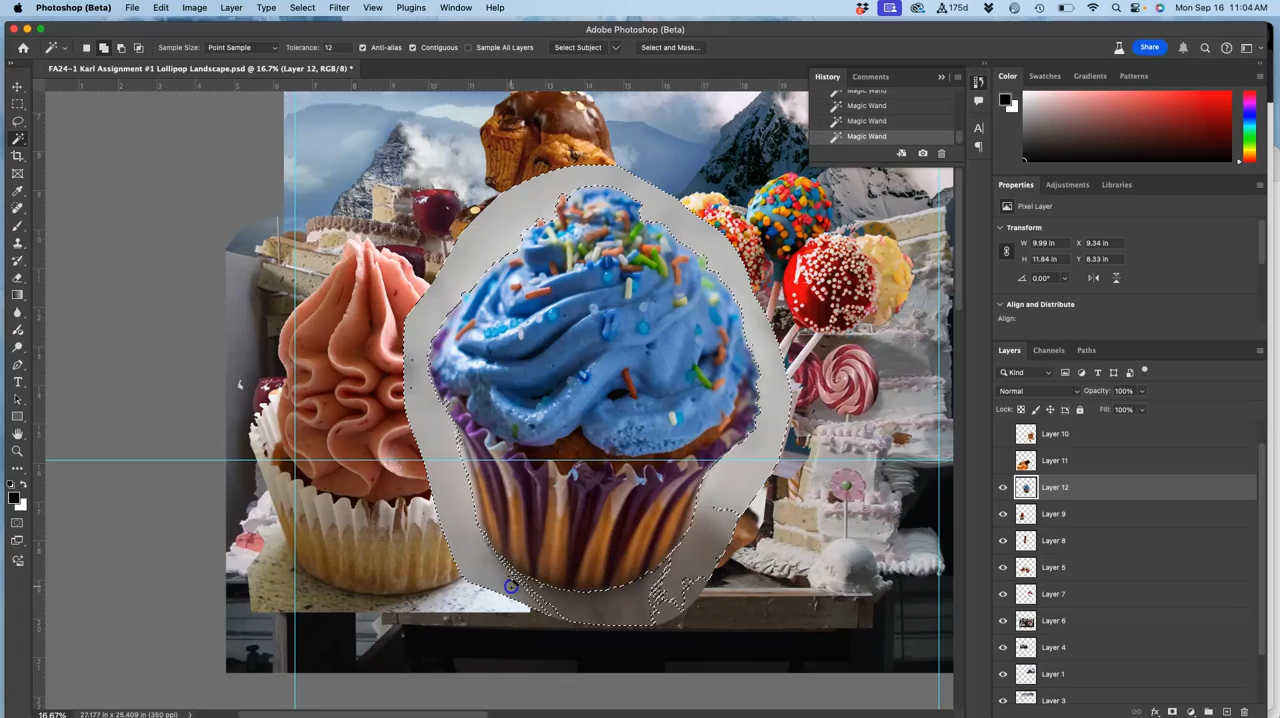 Photoshop (Beta) File Edit Image Layer Type Select Filter View Plugins Window Help 175d Mon Sep 16 11:04 AM
Adobe Photoshop (Beta)
Sample Size: Point Sample Tolerance: 12 Anti-alias Contiguous Sample All Layers Select Subject Select and Mask... Share
FA24-1 Karl Assignment #1 Lollipop Landscape.psd @ 16.7% (Layer 12, RGB/8) *
History Comments
Magic Wand
Magic Wand
Magic Wand
Magic Wand
Color Swatches Gradients Patterns
Properties Adjustments Libraries
Pixel Layer
Transform
W 9.99 in X 9.34 in
H 11.84 in Y 8.33 in
0.00°
Align and Distribute
Align:
Layers Channels Paths
Kind
Normal Opacity: 100%
Lock: Fill: 100%
Layer 10
Layer 11
Layer 12
Layer 9
Layer 8
Layer 5
Layer 7
Layer 6
Layer 4
Layer 1
Layer 3
16.67% 27.177 in x 25.409 in (350 ppi)